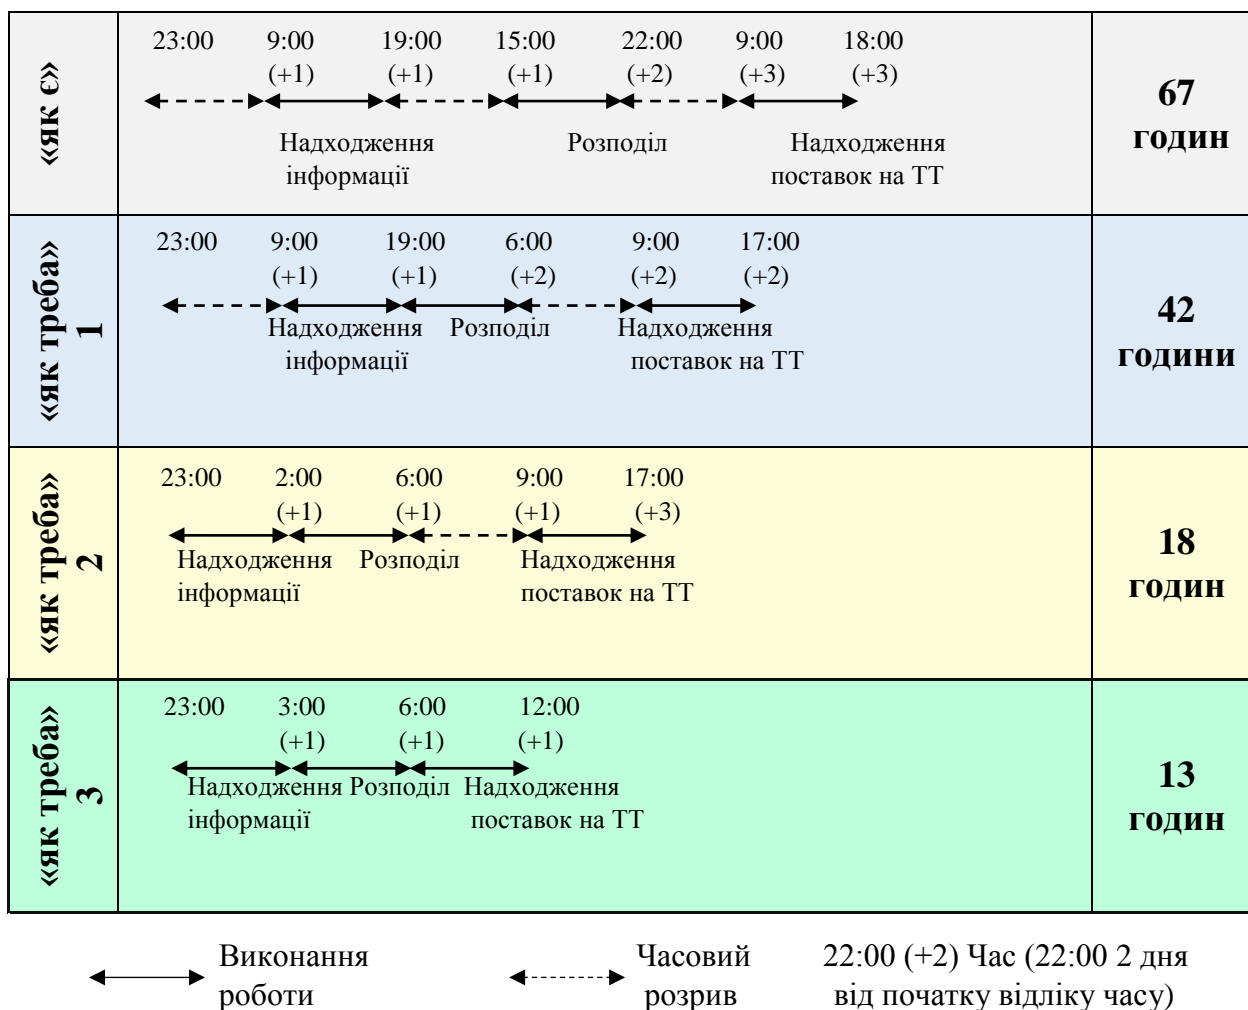 «як є»
23:00 9:00 19:00 15:00 22:00 9:00 18:00
(+1) (+1) (+1) (+2) (+3) (+3)
Надходження Розподіл Надходження
інформації поставок на ТТ
67
годин
«як треба»
1
23:00 9:00 19:00 6:00 9:00 17:00
(+1) (+1) (+2) (+2) (+2)
Надходження Розподіл Надходження
інформації поставок на ТТ
42
години
«як треба»
2
23:00 2:00 6:00 9:00 17:00
(+1) (+1) (+1) (+3)
Надходження Розподіл Надходження
інформації поставок на ТТ
18
годин
«як треба»
3
23:00 3:00 6:00 12:00
(+1) (+1) (+1)
Надходження Розподіл Надходження
інформації поставок на ТТ
13
годин
Виконання
роботи
Часовий
розрив
22:00 (+2) Час (22:00 2 дня
від початку відліку часу)